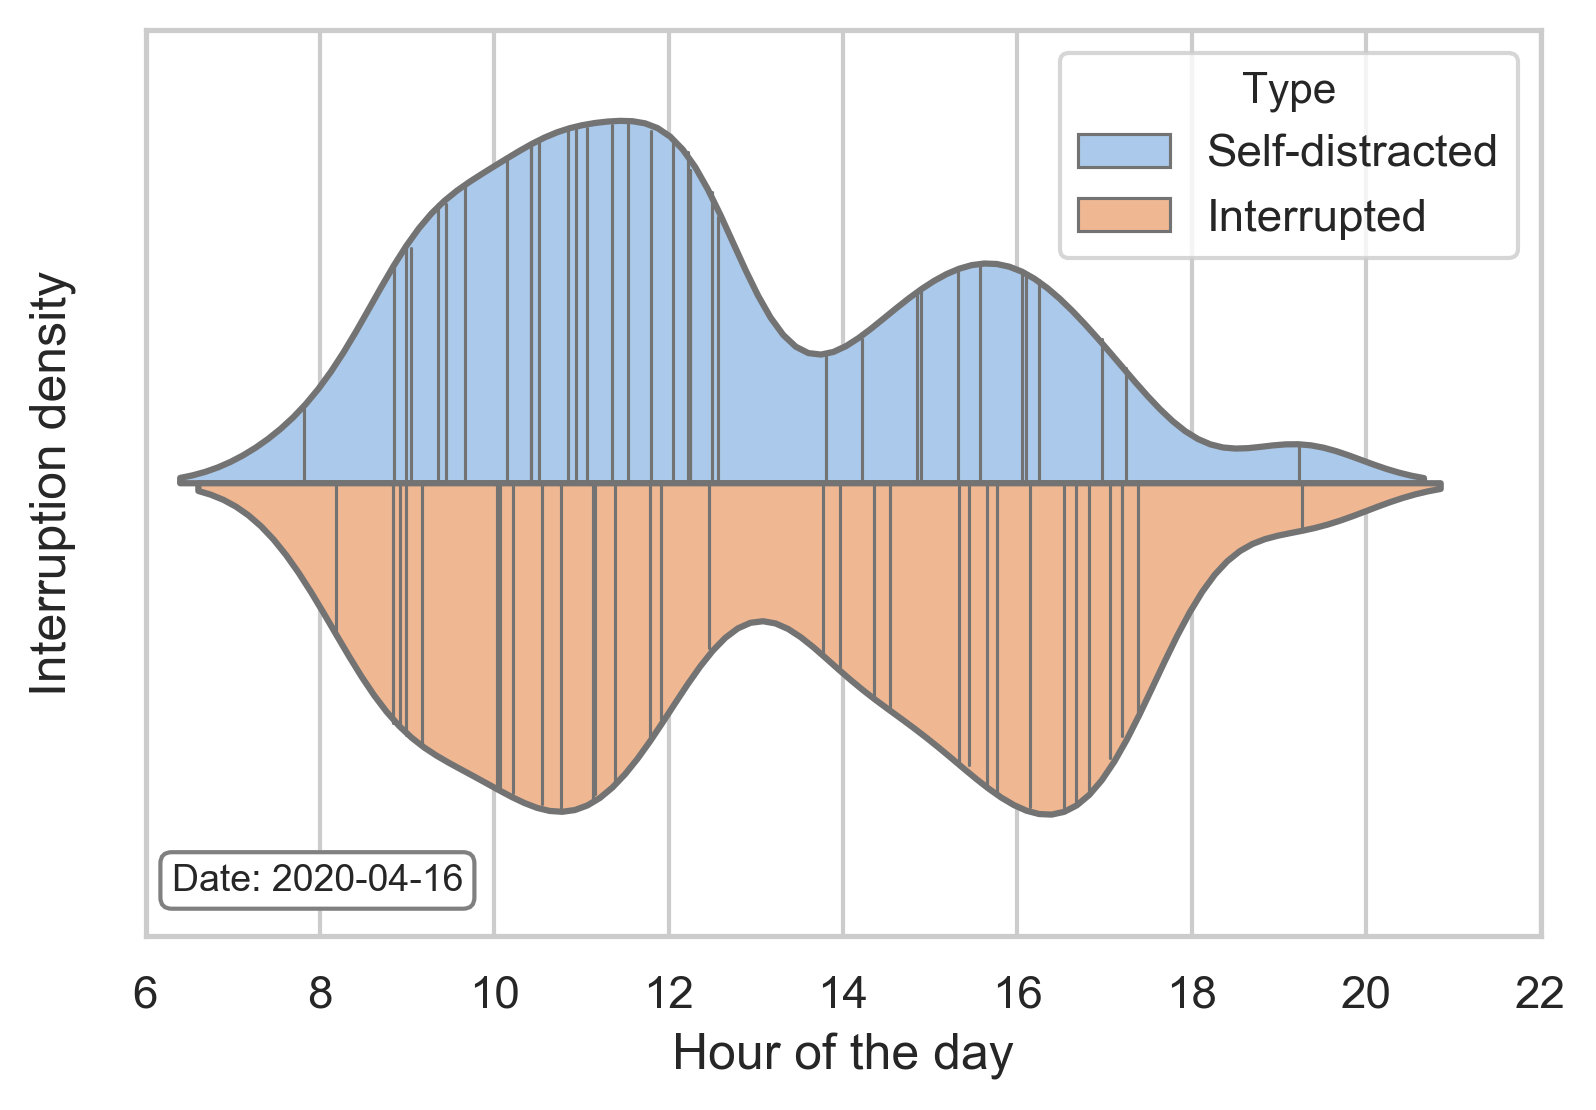 Type
Self-distracted
Interrupted
Interruption density
Date: 2020-04-16
6 8 10 12 14 16 18 20 22
Hour of the day